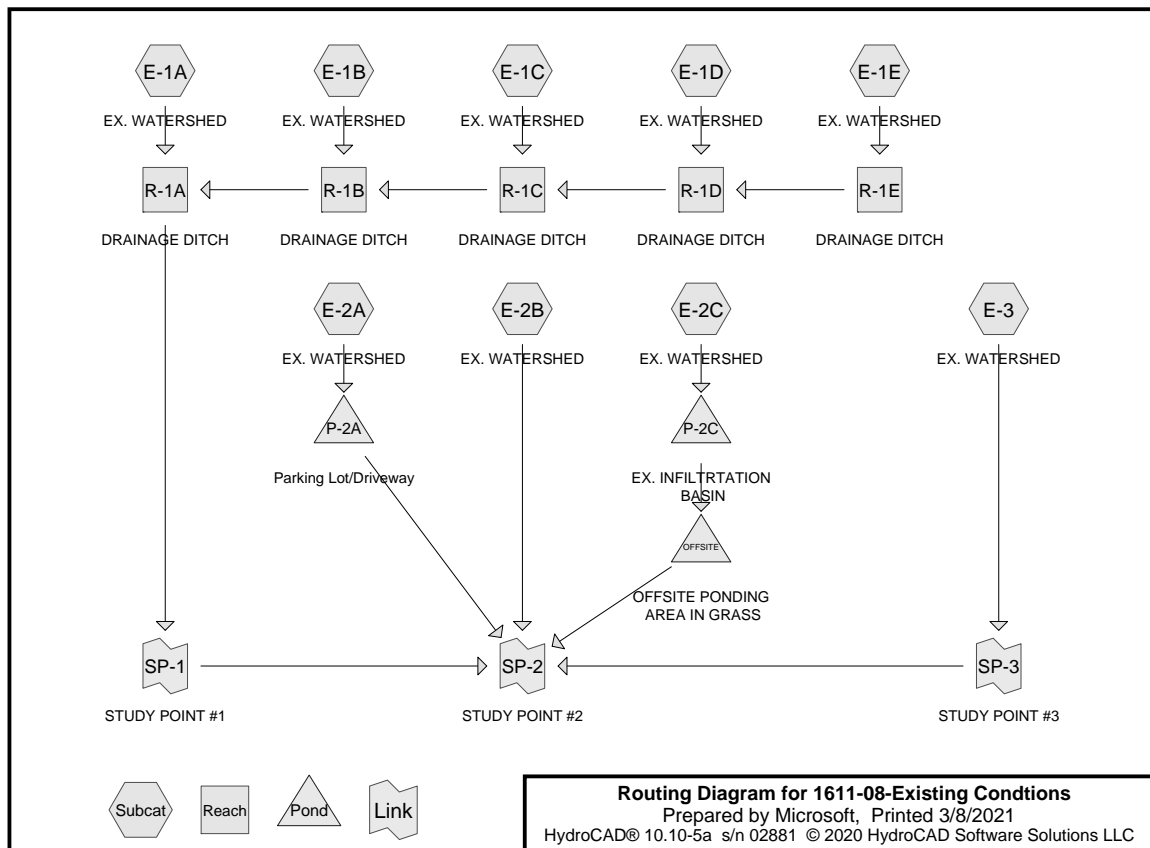 E-1A
E-1B
E-1C
E-1D
E-1E
EX. WATERSHED
EX. WATERSHED
EX. WATERSHED
EX. WATERSHED
EX. WATERSHED
R-1A
R-1B
R-1C
R-1D
R-1E
DRAINAGE DITCH
DRAINAGE DITCH
DRAINAGE DITCH
DRAINAGE DITCH
DRAINAGE DITCH
E-2A
E-2B
E-2C
E-3
EX. WATERSHED
EX. WATERSHED
EX. WATERSHED
EX. WATERSHED
P-2A
P-2C
Parking Lot/Driveway
EX. INFILTRTATION
BASIN
OFFSITE
OFFSITE PONDING
AREA IN GRASS
SP-1
SP-2
SP-3
STUDY POINT #1
STUDY POINT #2
STUDY POINT #3
Subcat
Reach
Pond
Link
Routing Diagram for 1611-08-Existing Condtions
Prepared by Microsoft, Printed 3/8/2021
HydroCAD® 10.10-5a s/n 02881 © 2020 HydroCAD Software Solutions LLC